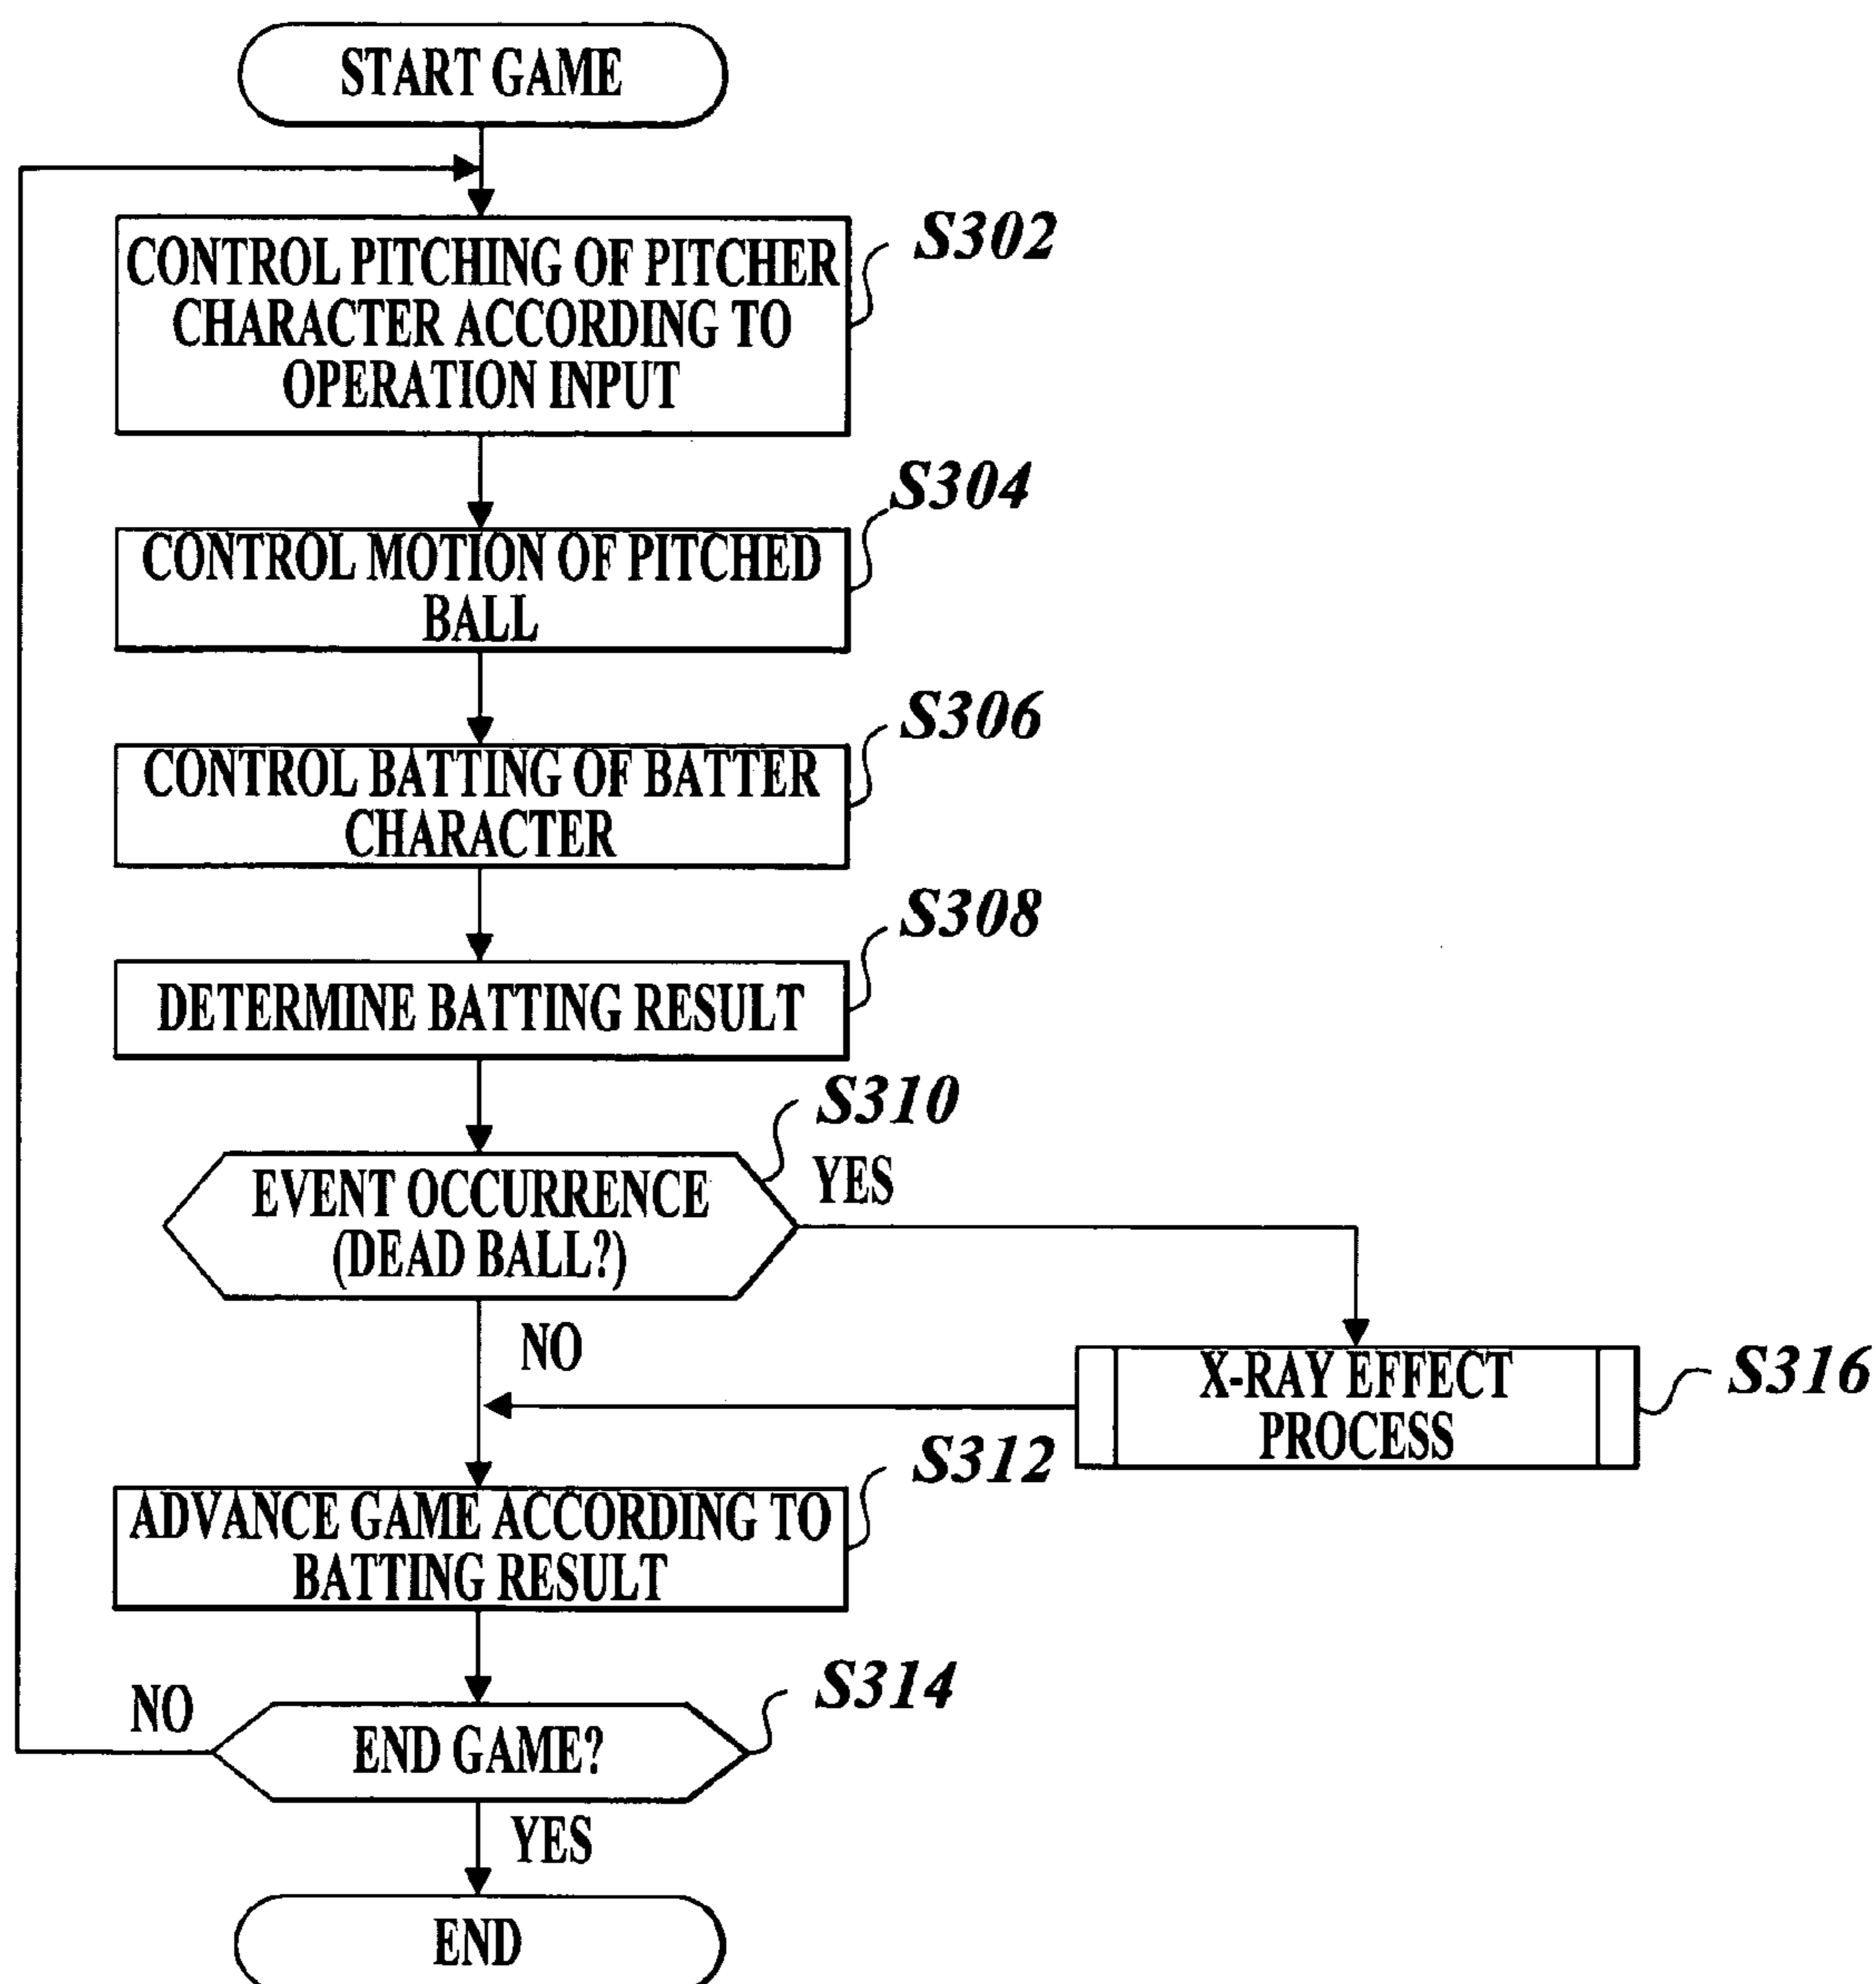 START GAME
CONTROL PITCHING OF PITCHER
CHARACTER ACCORDING TO
OPERATION INPUT
S302
CONTROL MOTION OF PITCHED
BALL
S304
CONTROL BATTING OF BATTER
CHARACTER
S306
DETERMINE BATTING RESULT
S308
EVENT OCCURRENCE
(DEAD BALL?)
S310
YES
NO
X-RAY EFFECT
PROCESS
S316
ADVANCE GAME ACCORDING TO
BATTING RESULT
S312
END GAME?
S314
NO
YES
END